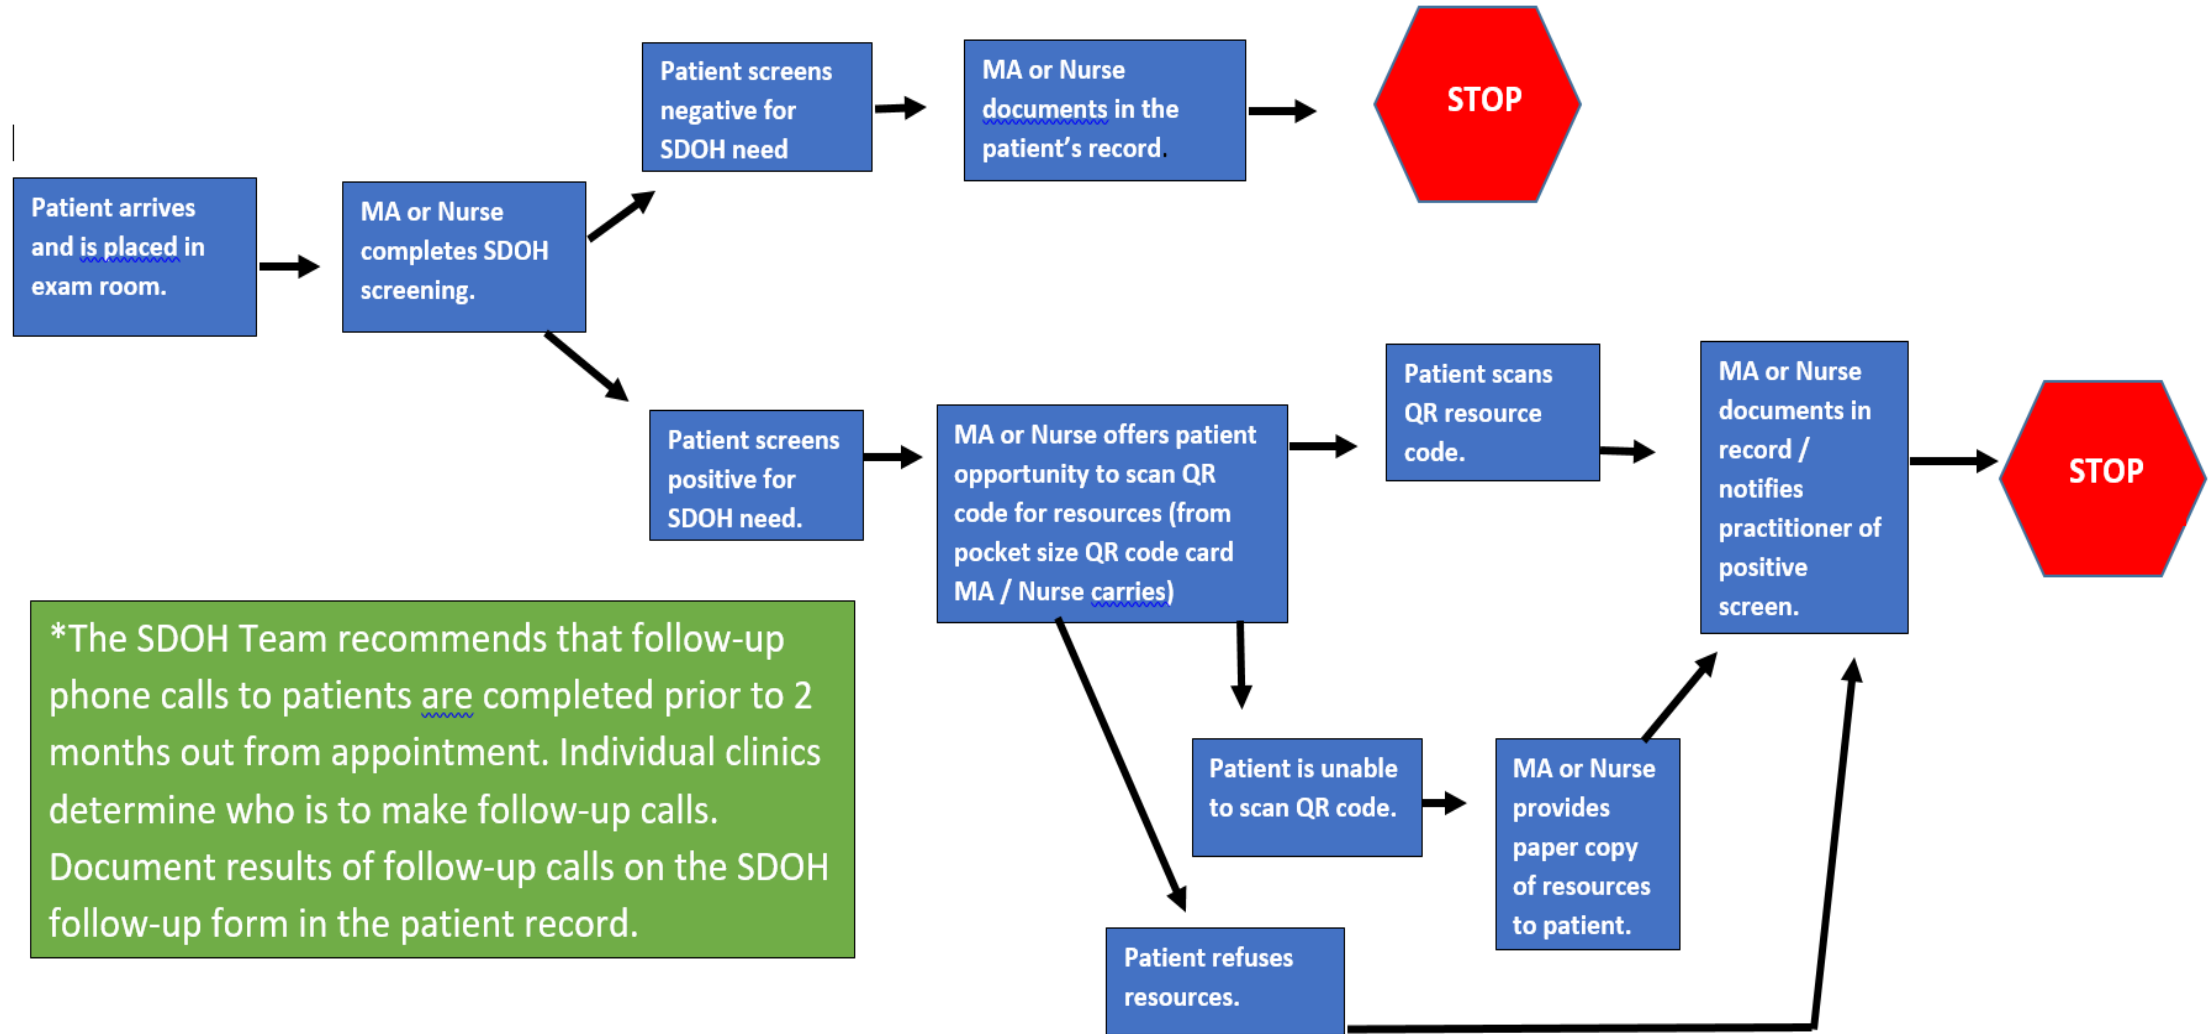 Patient arrives
and is placed in
exam room.
MA or Nurse
completes SDOH
screening.
Patient screens
negative for
SDOH need
MA or Nurse
documents in the
patient’s record.
STOP
Patient screens
positive for
SDOH need.
MA or Nurse offers patient
opportunity to scan QR
code for resources (from
pocket size QR code card
MA / Nurse carries)
Patient scans
QR resource
code.
MA or Nurse
documents in
record /
notifies
practitioner of
positive
screen.
STOP
Patient is unable
to scan QR code.
MA or Nurse
provides
paper copy
of resources
to patient.
Patient refuses
resources.
*The SDOH Team recommends that follow-up
phone calls to patients are completed prior to 2
months out from appointment. Individual clinics
determine who is to make follow-up calls.
Document results of follow-up calls on the SDOH
follow-up form in the patient record.